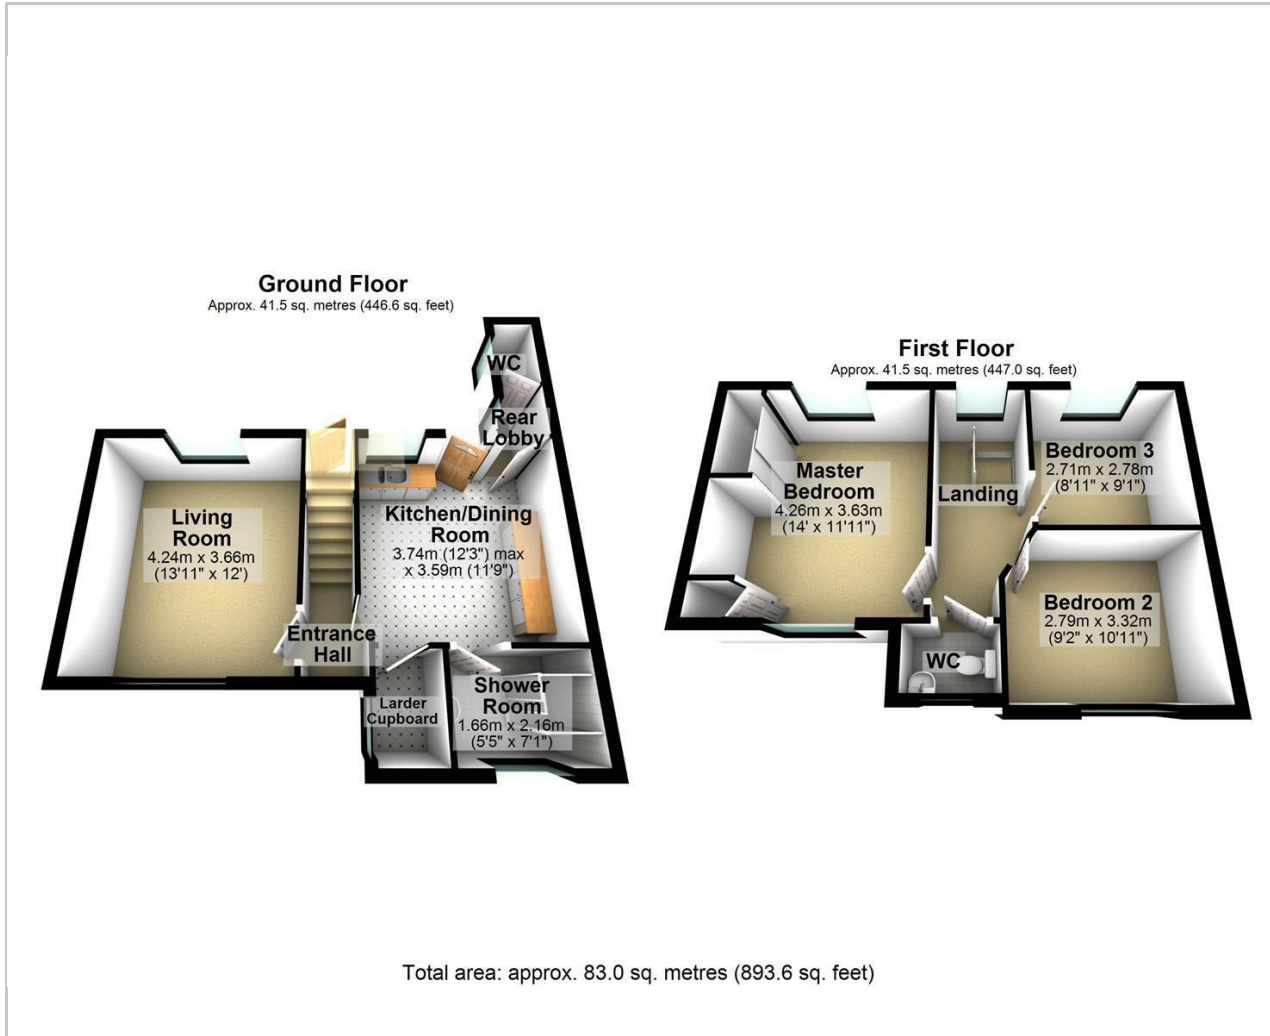 Ground Floor
Approx. 41.5 sq. metres (446.6 sq. feet)
WC
Rear
Lobby
Living
Room
4.24m x 3.66m
(13'11" x 12')
Kitchen/Dining
Room
3.74m (12'3") max
x 3.59m (11'9")
Entrance
Hall
Larder
Cupboard
Shower
Room
1.66m x 2.16m
(5'5" x 7'1")
First Floor
Approx. 41.5 sq. metres (447.0 sq. feet)
Master
Bedroom
4.26m x 3.63m
(14' x 11'11")
Landing
Bedroom 3
2.71m x 2.78m
(8'11" x 9'1")
Bedroom 2
2.79m x 3.32m
(9'2" x 10'11")
WC
Total area: approx. 83.0 sq. metres (893.6 sq. feet)